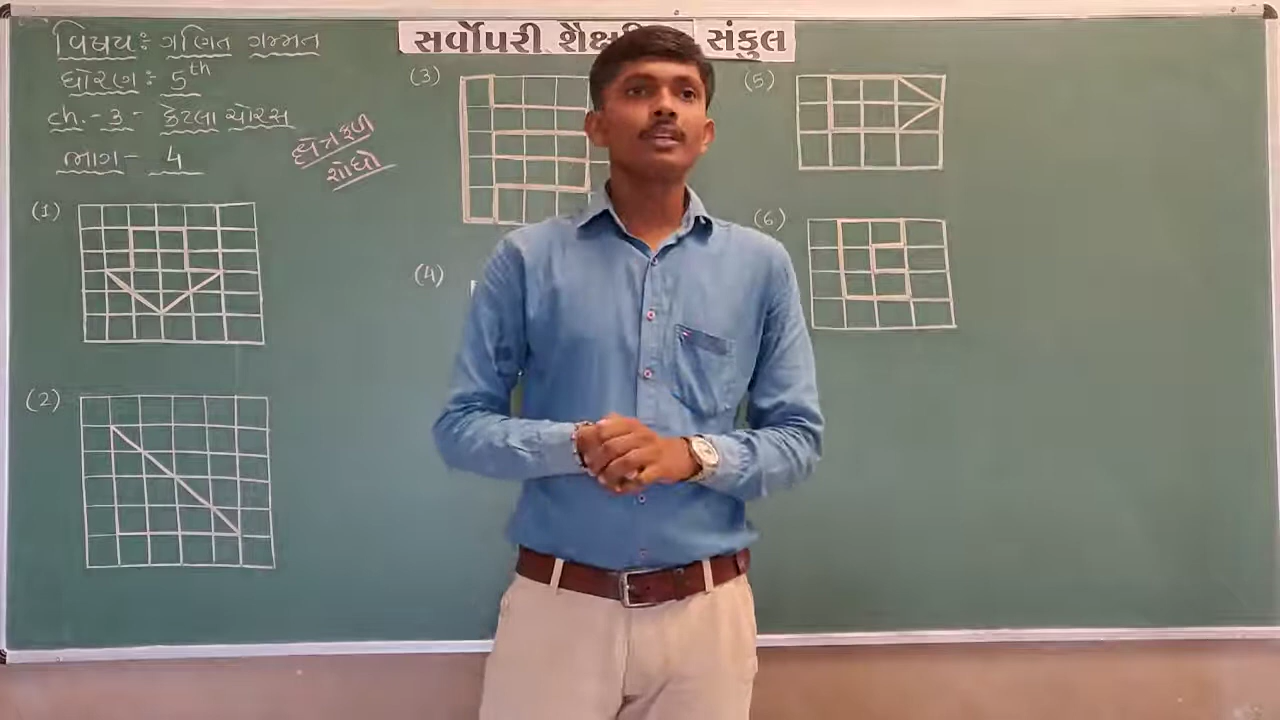 સર્વોપરી શૈક્ષ સંકુલ
વિષય: ગણિત ગમ્મત
ધોરણ: 5th
ch.-3- કેટલા ચોરસ
ભાગ- 4
ક્ષેત્રફળ
શોધો
(1)
(2)
(3)
(4)
(5)
(6)